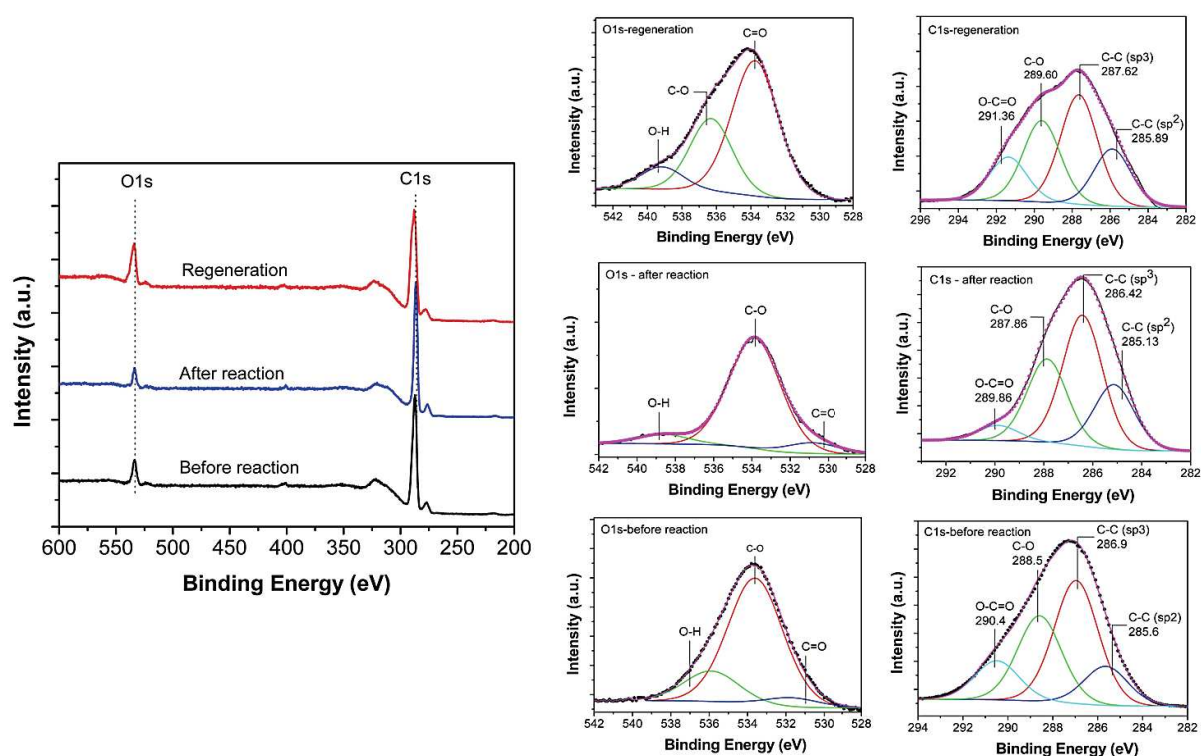 O1s
C1s
Regeneration
After reaction
Before reaction
Intensity (a.u.)
600 550 500 450 400 350 300 250 200
Binding Energy (eV)
O1s-regeneration
C=O
C-O
O-H
Inetensity (a.u.)
542 540 538 536 534 532 530 528
Binding Energy (eV)
C1s-regeneration
C-C (sp3)
287.62
C-O
289.60
O-C=O
291.36
C-C (sp2)
285.89
Intensity (a.u.)
296 294 292 290 288 286 284 282
Binding Energy (eV)
O1s - after reaction
C-O
O-H
C=O
Intensity (a.u.)
542 540 538 536 534 532 530 528
Binding Energy (eV)
C1s - after reaction
C-C (sp3)
286.42
C-O
287.86
C-C (sp2)
285.13
O-C=O
289.86
Intensity (a.u.)
290 288 286 284 282
Binding Energy (eV)
O1s-before reaction
C-O
O-H
C=O
Intensity (a.u.)
542 540 538 536 534 532 530 528
Binding Energy (eV)
C1s-before reaction
C-C (sp3)
286.9
C-O
288.5
O-C=O
290.4
C-C (sp2)
285.6
Intensity (a.u.)
294 292 290 288 286 284 282
Binding Energy (eV)